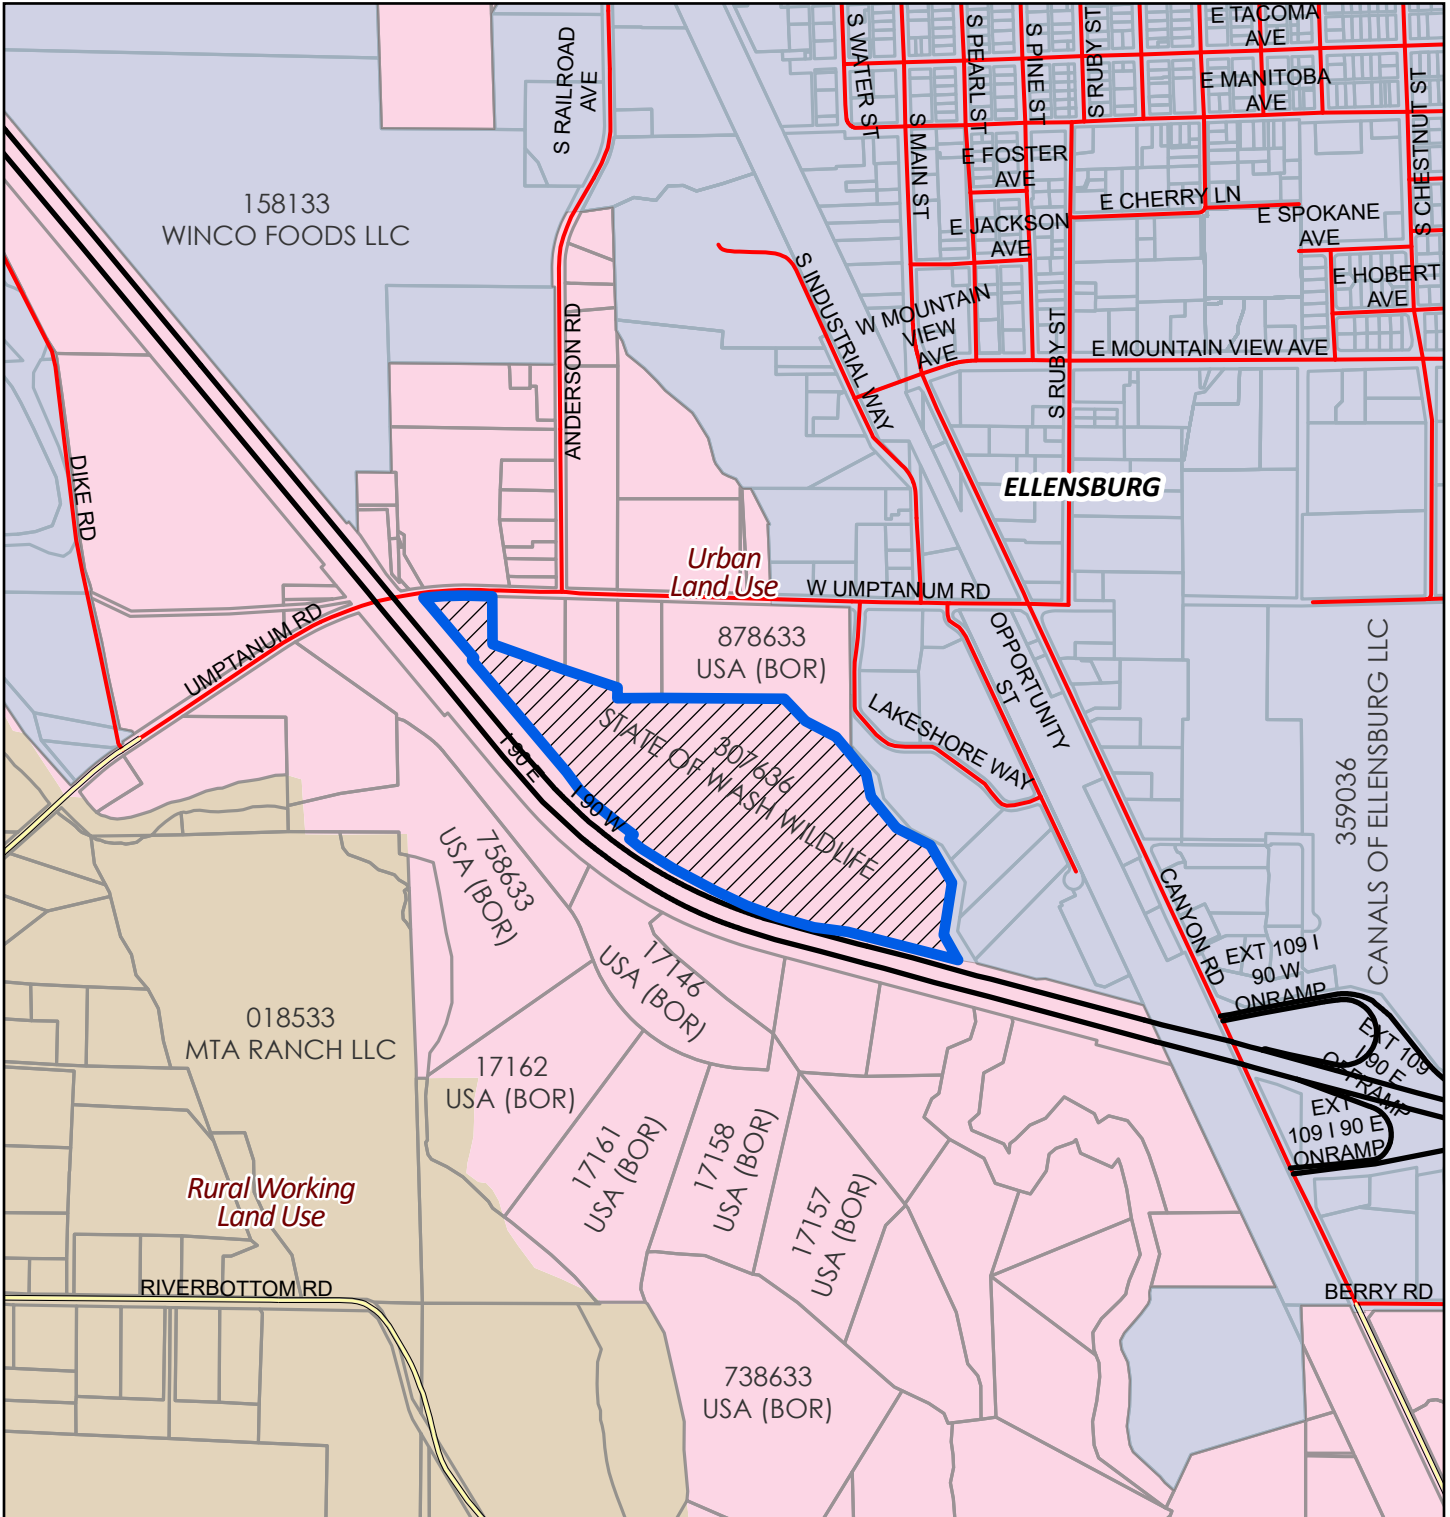 E TACOMA
AVE
S WATER ST
S PEARL ST
S PINE ST
S RUBY ST
S RAILROAD
AVE
E MANITOBA
AVE
S CHESTNUT ST
S MAIN ST
E FOSTER
AVE
158133
WINCO FOODS LLC
E CHERRY LN
E JACKSON
AVE
E SPOKANE
AVE
S INDUSTRIAL WAY
E HOBERT
AVE
W MOUNTAIN
VIEW
AVE
ANDERSON RD
S RUBY ST
E MOUNTAIN VIEW AVE
DIKE RD
ELLENSBURG
Urban
Land Use
W UMPTANUM RD
UMPTANUM RD
878633
USA (BOR)
OPPORTUNITY
ST
LAKESHORE WAY
359036
CANALS OF ELLENSBURG LLC
307636
STATE OF WASH WILDLIFE
I 90 E
I 90 W
758633
USA (BOR)
CANYON RD
17146
USA (BOR)
EXT 109 I
90 W
ONRAMP
018533
MTA RANCH LLC
EXT 109
I 90 E
OFFRAMP
17162
USA (BOR)
EXT
109 I 90 E
ONRAMP
17161
USA (BOR)
17158
USA (BOR)
17157
USA (BOR)
Rural Working
Land Use
RIVERBOTTOM RD
BERRY RD
738633
USA (BOR)